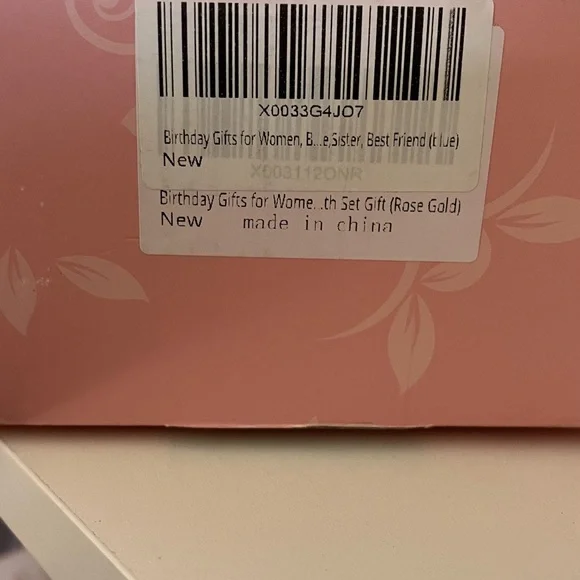 X0033G4JO7
Birthday Gifts for Women, B...e,Sister, Best Friend (blue)
New
X003112ONR
Birthday Gifts for Wome...th Set Gift (Rose Gold)
New made in china